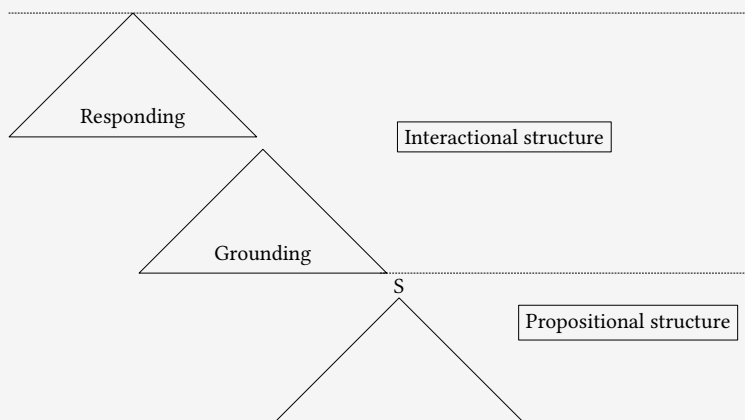 Responding
Interactional structure
Grounding
S
Propositional structure